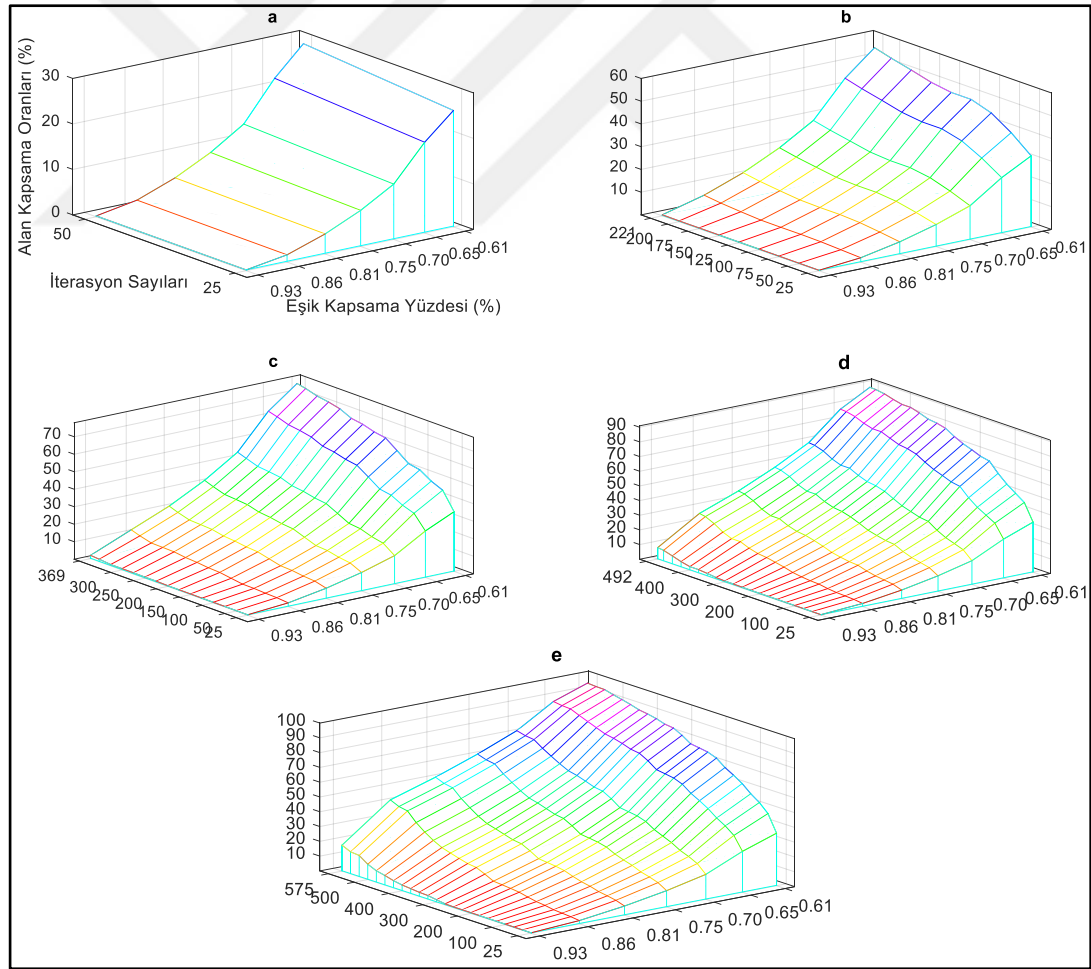 a
Alan Kapsama Oranları (%)
30
20
10
0
50
25
İterasyon Sayıları
0.93 0.86 0.81 0.75 0.70 0.65 0.61
Eşik Kapsama Yüzdesi (%)
b
60
50
40
30
20
10
221 200 175 150 125 100 75 50 25
0.93 0.86 0.81 0.75 0.70 0.65 0.61
c
70
60
50
40
30
20
10
369 300 250 200 150 100 50 25
0.93 0.86 0.81 0.75 0.70 0.65 0.61
d
90
80
70
60
50
40
30
20
10
492 400 300 200 100 25
0.93 0.86 0.81 0.75 0.70 0.65 0.61
e
100
90
80
70
60
50
40
30
20
10
575 500 400 300 200 100 25
0.93 0.86 0.81 0.75 0.70 0.65 0.61